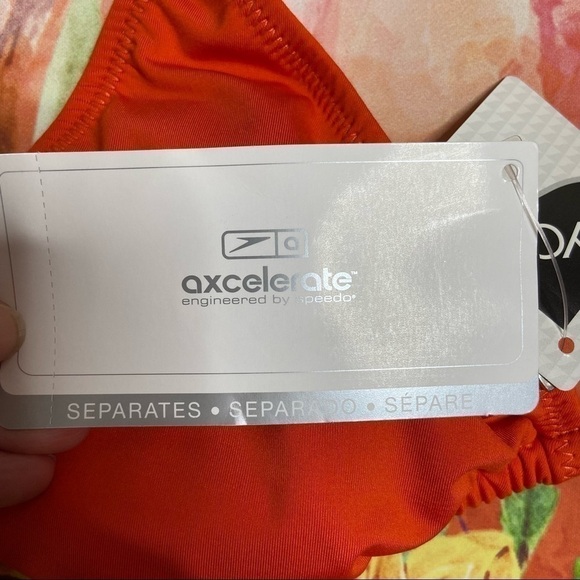 a
axcelerate™
engineered by speedo®
SEPARATES • SEPARADO • SÉPARE